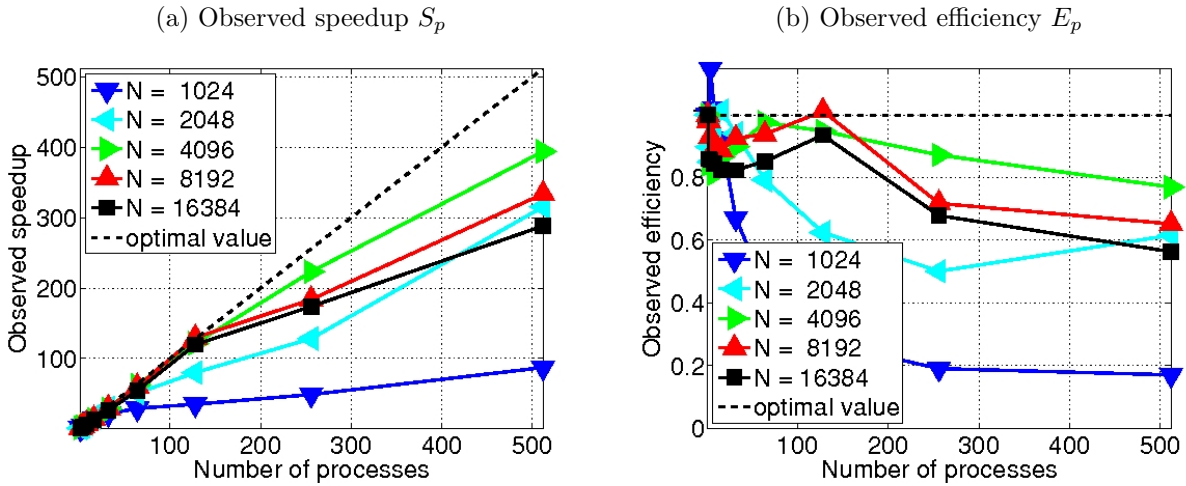 (a) Observed speedup Sp
(b) Observed efficiency Ep
500
400
300
200
100
0
100
200
300
400
500
Observed speedup
Number of processes
N = 1024
N = 2048
N = 4096
N = 8192
N = 16384
optimal value
0.8
0.6
0.4
0.2
0
0
100
200
300
400
500
Observed efficiency
Number of processes
N = 1024
N = 2048
N = 4096
N = 8192
N = 16384
optimal value